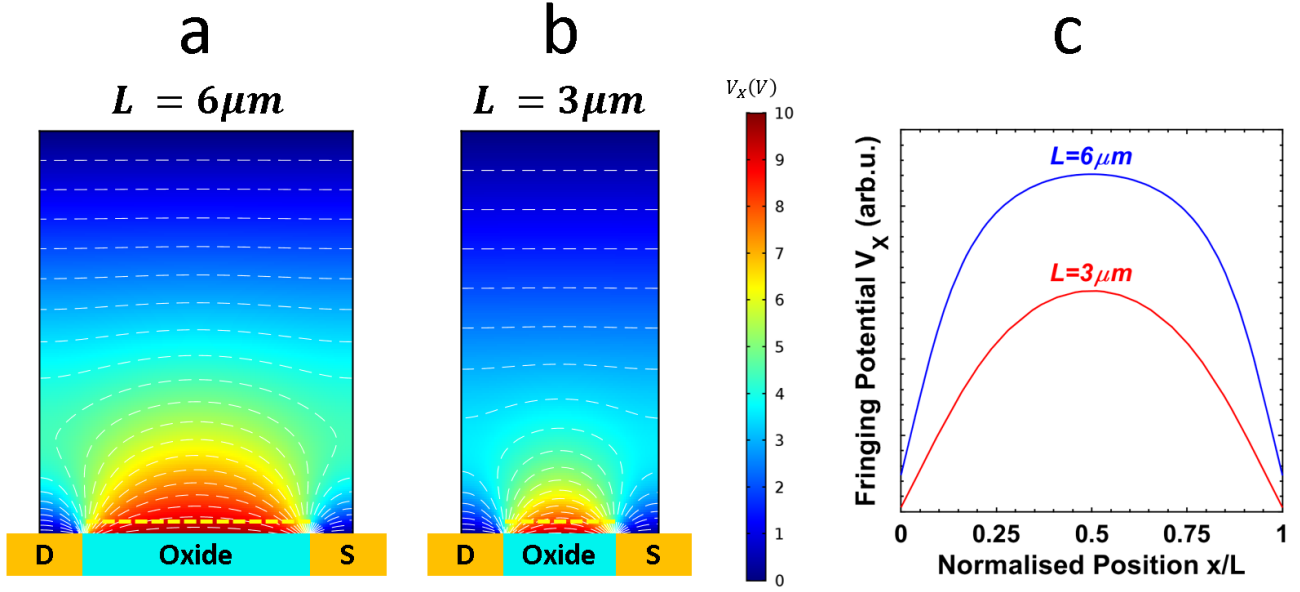 a
b
c
L = 6μm
L = 3μm
V_X(V)
10
9
8
7
6
5
4
3
2
1
0
D
Oxide
S
D
Oxide
S
Fringing Potential V_X (arb.u.)
L=6μm
L=3μm
0
0.25
0.5
0.75
1
Normalised Position x/L